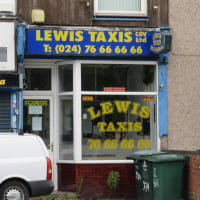 LEWIS TAXIS COV Ltd
T: (024) 76 66 66 66
LEWIS
TAXIS
76 66 66 66